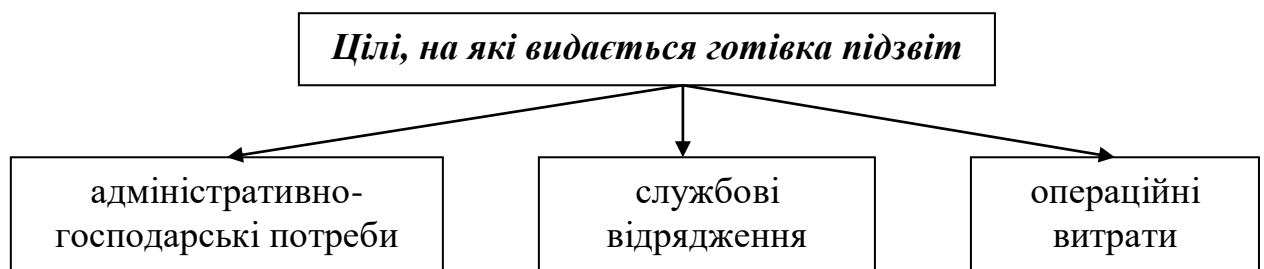 Цілі, на які видається готівка підзвіт
адміністративно-
господарські потреби
службові
відрядження
операційні
витрати